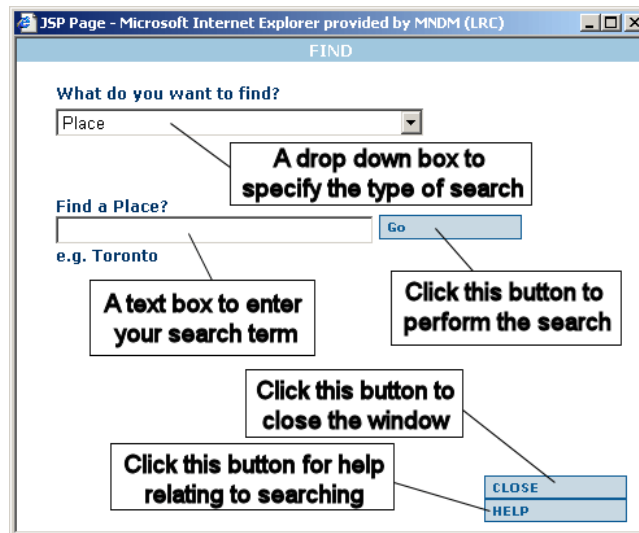 JSP Page - Microsoft Internet Explorer provided by MNDM (LRC)
FIND
What do you want to find?
Place
A drop down box to
specify the type of search
Find a Place?
Go
e.g. Toronto
A text box to enter
your search term
Click this button to
perform the search
Click this button to
close the window
Click this button for help
relating to searching
CLOSE
HELP